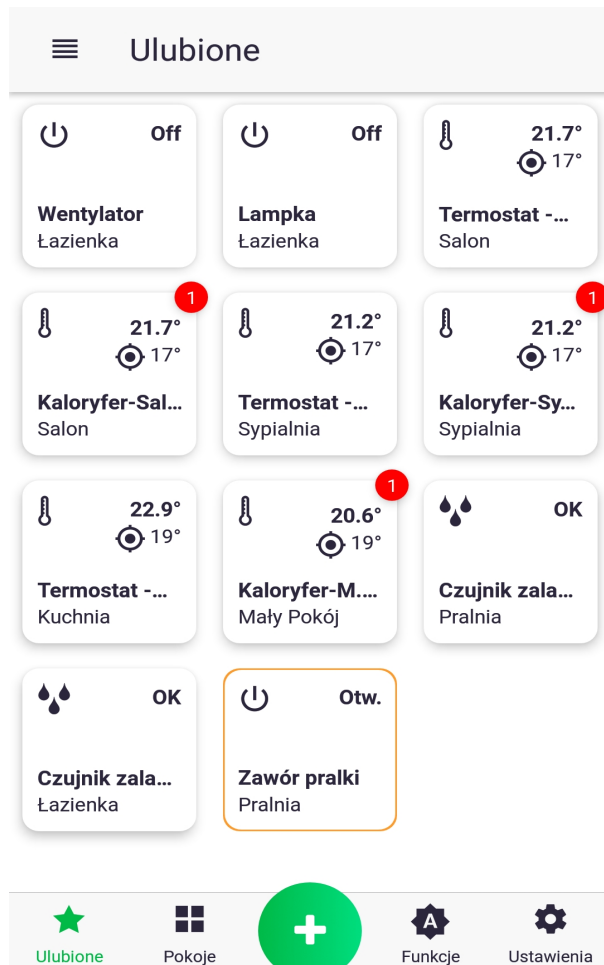 Ulubione
Off
Wentylator
Łazienka
Off
Lampka
Łazienka
21.7°
17°
Termostat -...
Salon
1
21.7°
17°
Kaloryfer-Sal...
Salon
21.2°
17°
Termostat -...
Sypialnia
1
21.2°
17°
Kaloryfer-Sy...
Sypialnia
22.9°
19°
Termostat -...
Kuchnia
1
20.6°
19°
Kaloryfer-M....
Mały Pokój
OK
Czujnik zala...
Pralnia
OK
Czujnik zala...
Łazienka
Otw.
Zawór pralki
Pralnia
A
Ulubione
Pokoje
Funkcje
Ustawienia